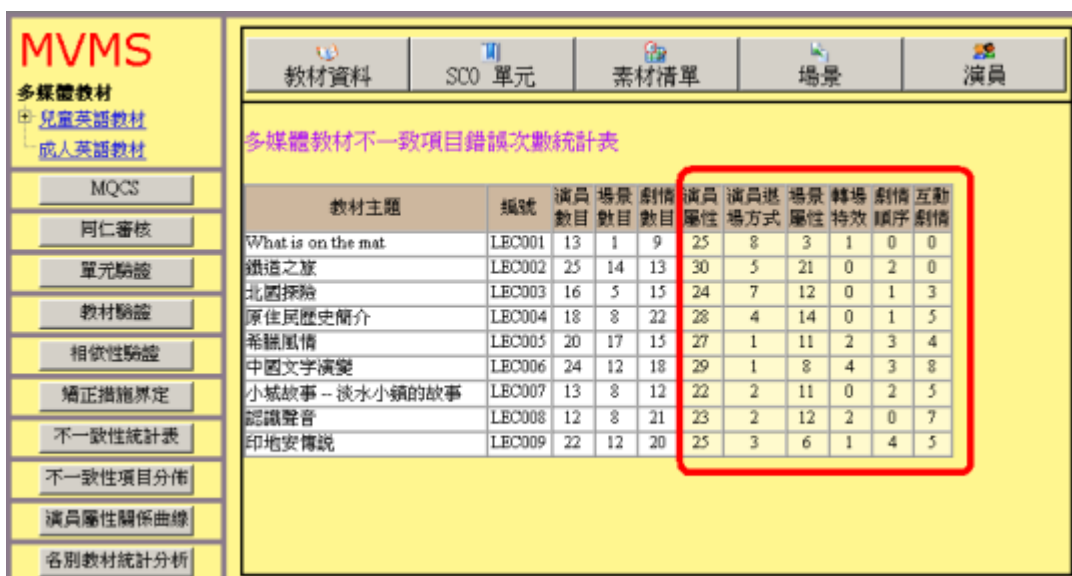 MVMS
多媒體教材
兒童英語教材
成人英語教材
MQCS
同仁審核
單元驗證
教材驗證
相依性驗證
矯正措施界定
不一致性統計表
不一致性項目分佈
演員屬性關係曲線
各別教材統計分析
教材資料 SCO 單元 素材清單 場景 演員
多媒體教材不一致項目錯誤次數統計表
教材主題 編號 演員數目 場景數目 劇情數目 演員屬性 演員退場方式 場景屬性 轉場特效 劇情順序 互動劇情
What is on the mat LEC001 13 1 9 25 8 3 1 0 0
鐵道之旅 LEC002 25 14 13 30 5 21 0 2 0
北國探險 LEC003 16 5 15 24 7 12 0 1 3
原住民歷史簡介 LEC004 18 8 22 28 4 14 0 1 5
希臘風情 LEC005 20 17 15 27 1 11 2 3 4
中國文字演變 LEC006 24 12 18 29 1 8 4 3 8
小城故事 -- 淡水小鎮的故事 LEC007 13 8 12 22 2 11 0 2 5
認識聲音 LEC008 12 8 21 23 2 12 2 0 7
印地安傳說 LEC009 22 12 20 25 3 6 1 4 5